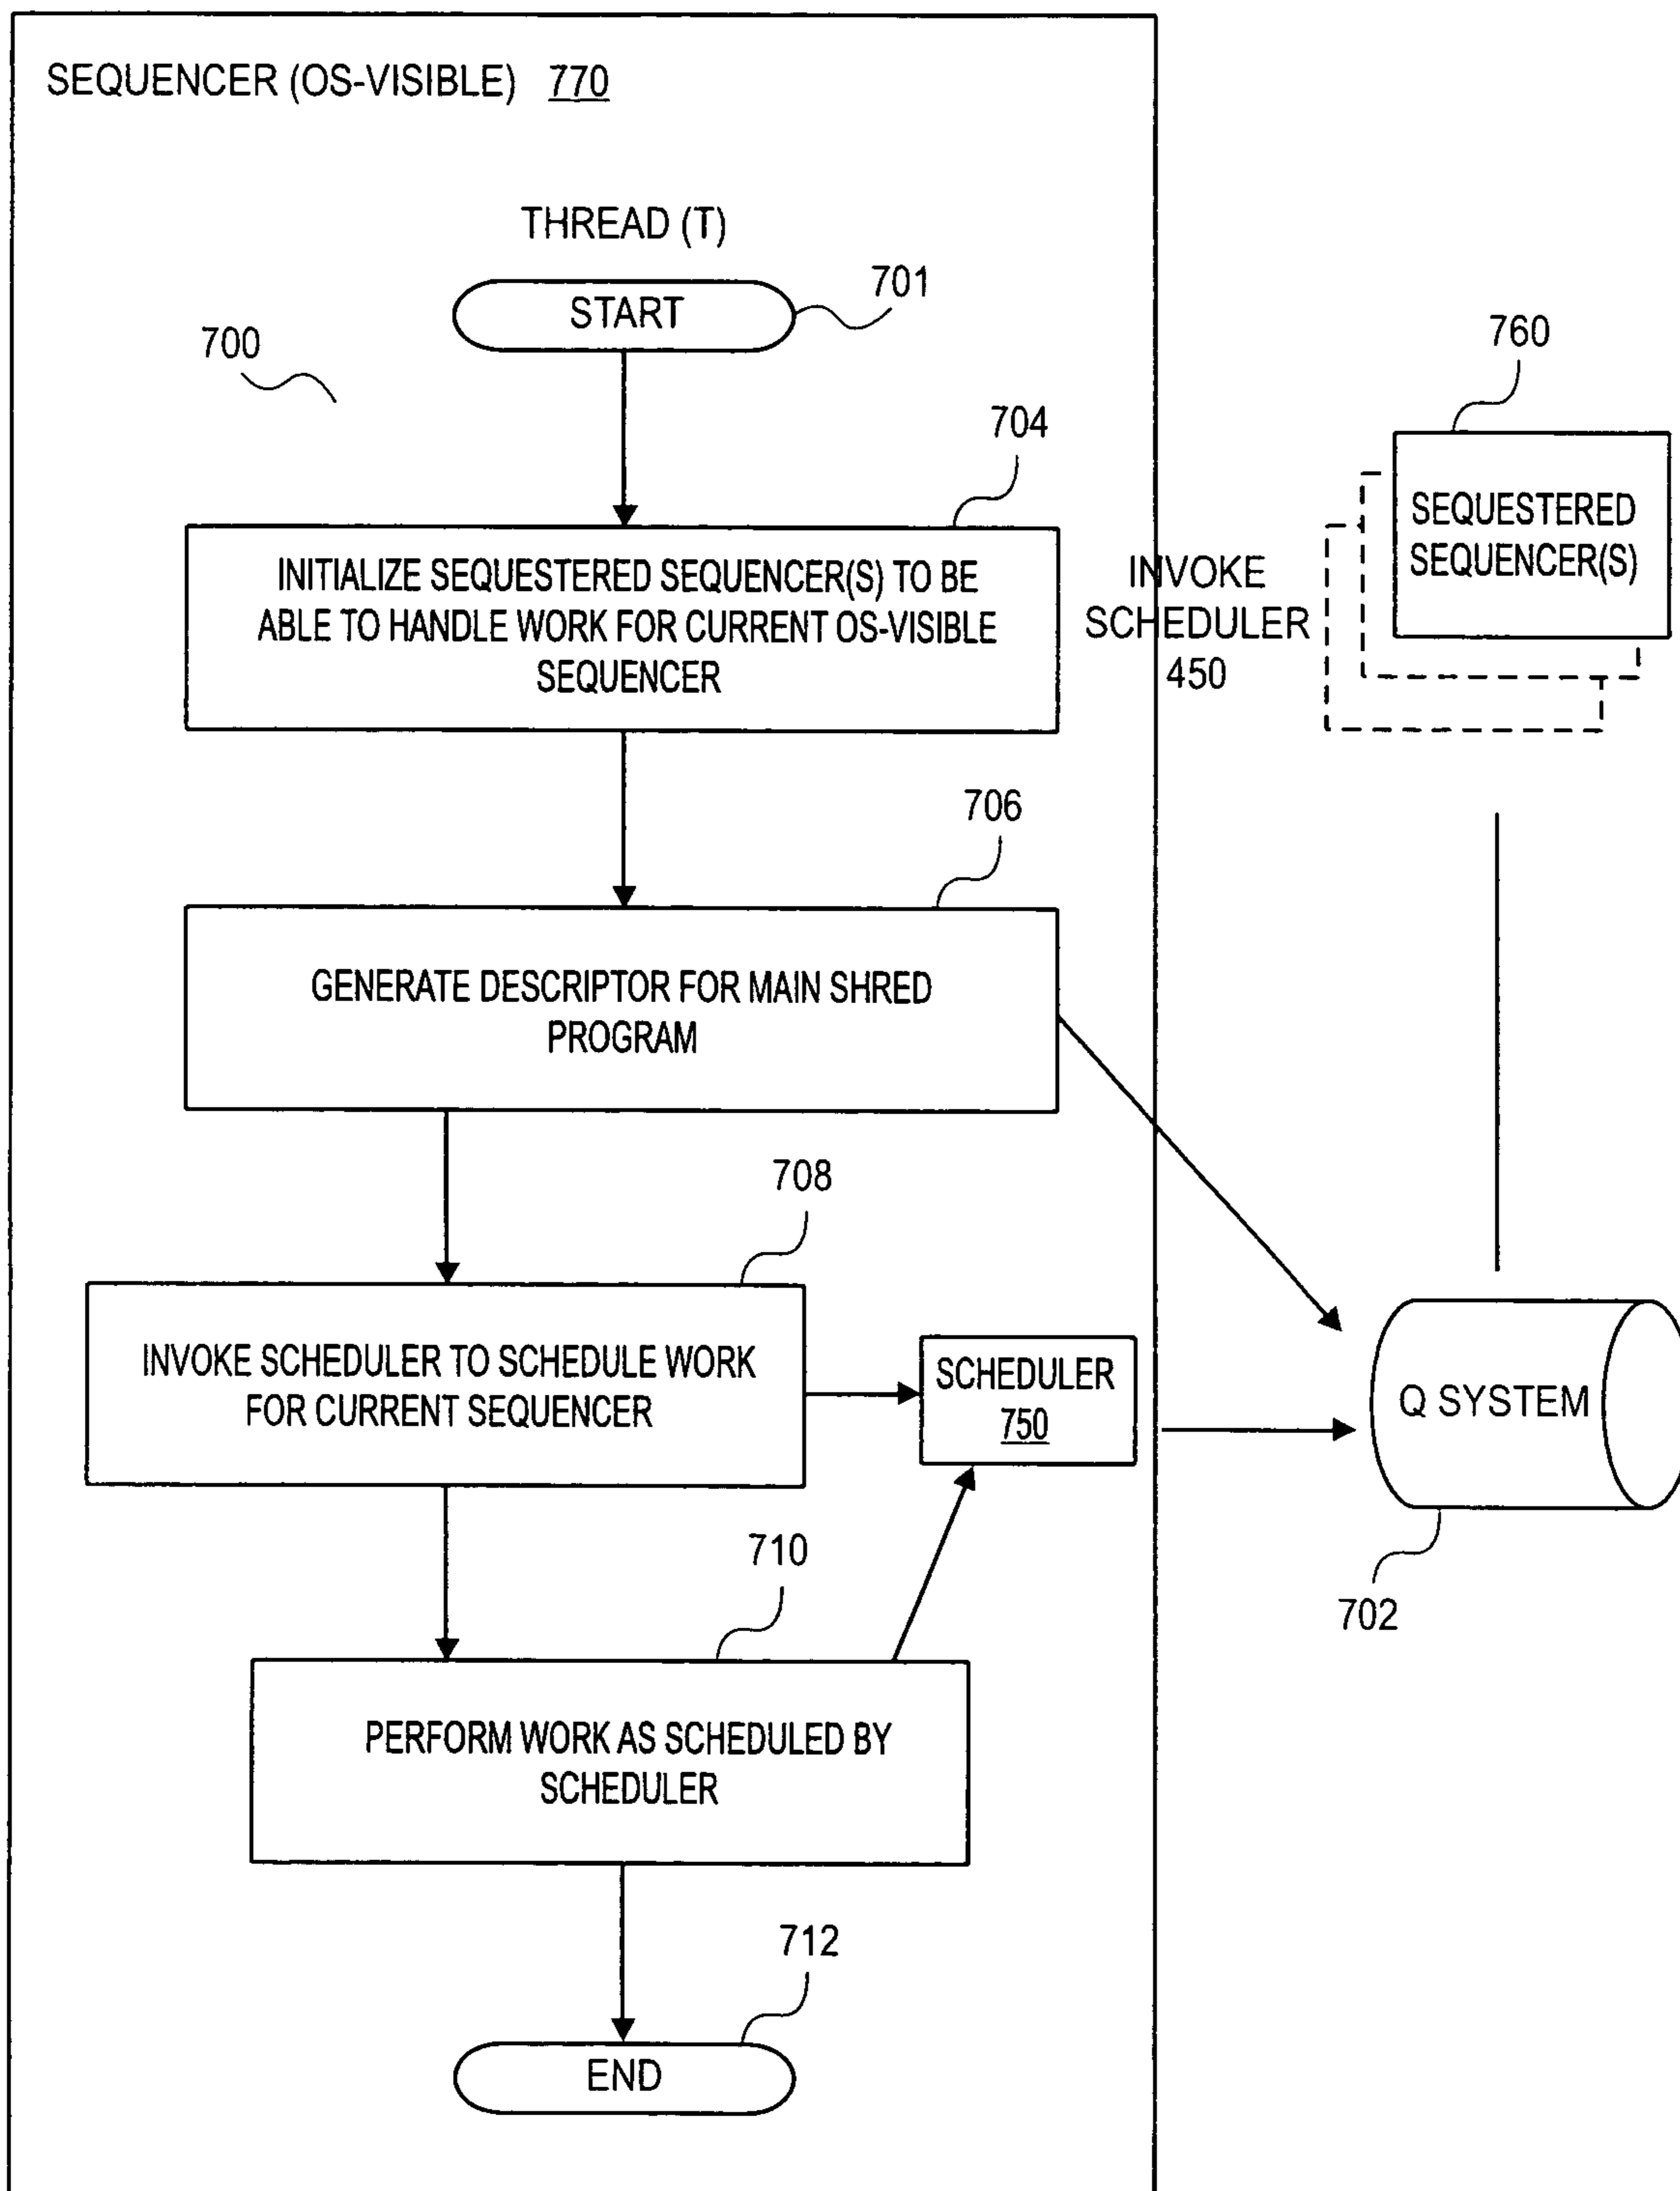 SEQUENCER (OS-VISIBLE) 770
THREAD (T)
START
701
700
704
INITIALIZE SEQUESTERED SEQUENCER(S) TO BE
ABLE TO HANDLE WORK FOR CURRENT OS-VISIBLE
SEQUENCER
INVOKE
SCHEDULER
450
760
SEQUESTERED
SEQUENCER(S)
706
GENERATE DESCRIPTOR FOR MAIN SHRED
PROGRAM
708
INVOKE SCHEDULER TO SCHEDULE WORK
FOR CURRENT SEQUENCER
SCHEDULER
750
Q SYSTEM
702
710
PERFORM WORK AS SCHEDULED BY
SCHEDULER
712
END